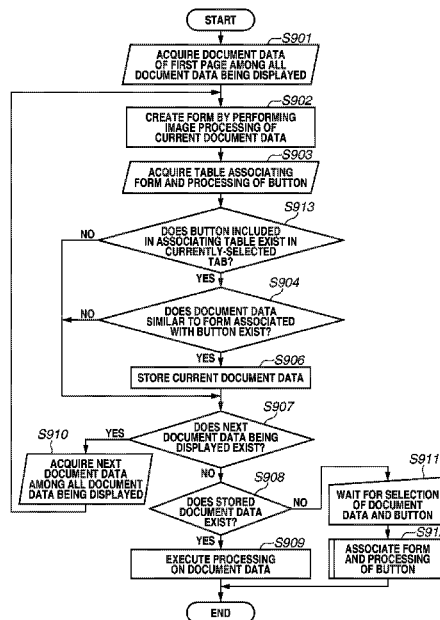 START
S901
ACQUIRE DOCUMENT DATA
OF FIRST PAGE AMONG ALL
DOCUMENT DATA BEING DISPLAYED
S902
CREATE FORM BY PERFORMING
IMAGE PROCESSING OF
CURRENT DOCUMENT DATA
S903
ACQUIRE TABLE ASSOCIATING
FORM AND PROCESSING OF BUTTON
S913
DOES BUTTON INCLUDED
IN ASSOCIATING TABLE EXIST IN
CURRENTLY-SELECTED
TAB?
NO
YES
S904
DOES DOCUMENT DATA
SIMILAR TO FORM ASSOCIATED
WITH BUTTON EXIST?
NO
YES
S906
STORE CURRENT DOCUMENT DATA
S907
DOES NEXT
DOCUMENT DATA BEING
DISPLAYED EXIST?
YES
NO
S910
ACQUIRE NEXT
DOCUMENT DATA
AMONG ALL DOCUMENT
DATA BEING DISPLAYED
S908
DOES STORED
DOCUMENT DATA
EXIST?
NO
YES
S911
WAIT FOR SELECTION
OF DOCUMENT
DATA AND BUTTON
ASSOCIATE FORM
AND PROCESSING
OF BUTTON
S909
EXECUTE PROCESSING
ON DOCUMENT DATA
END